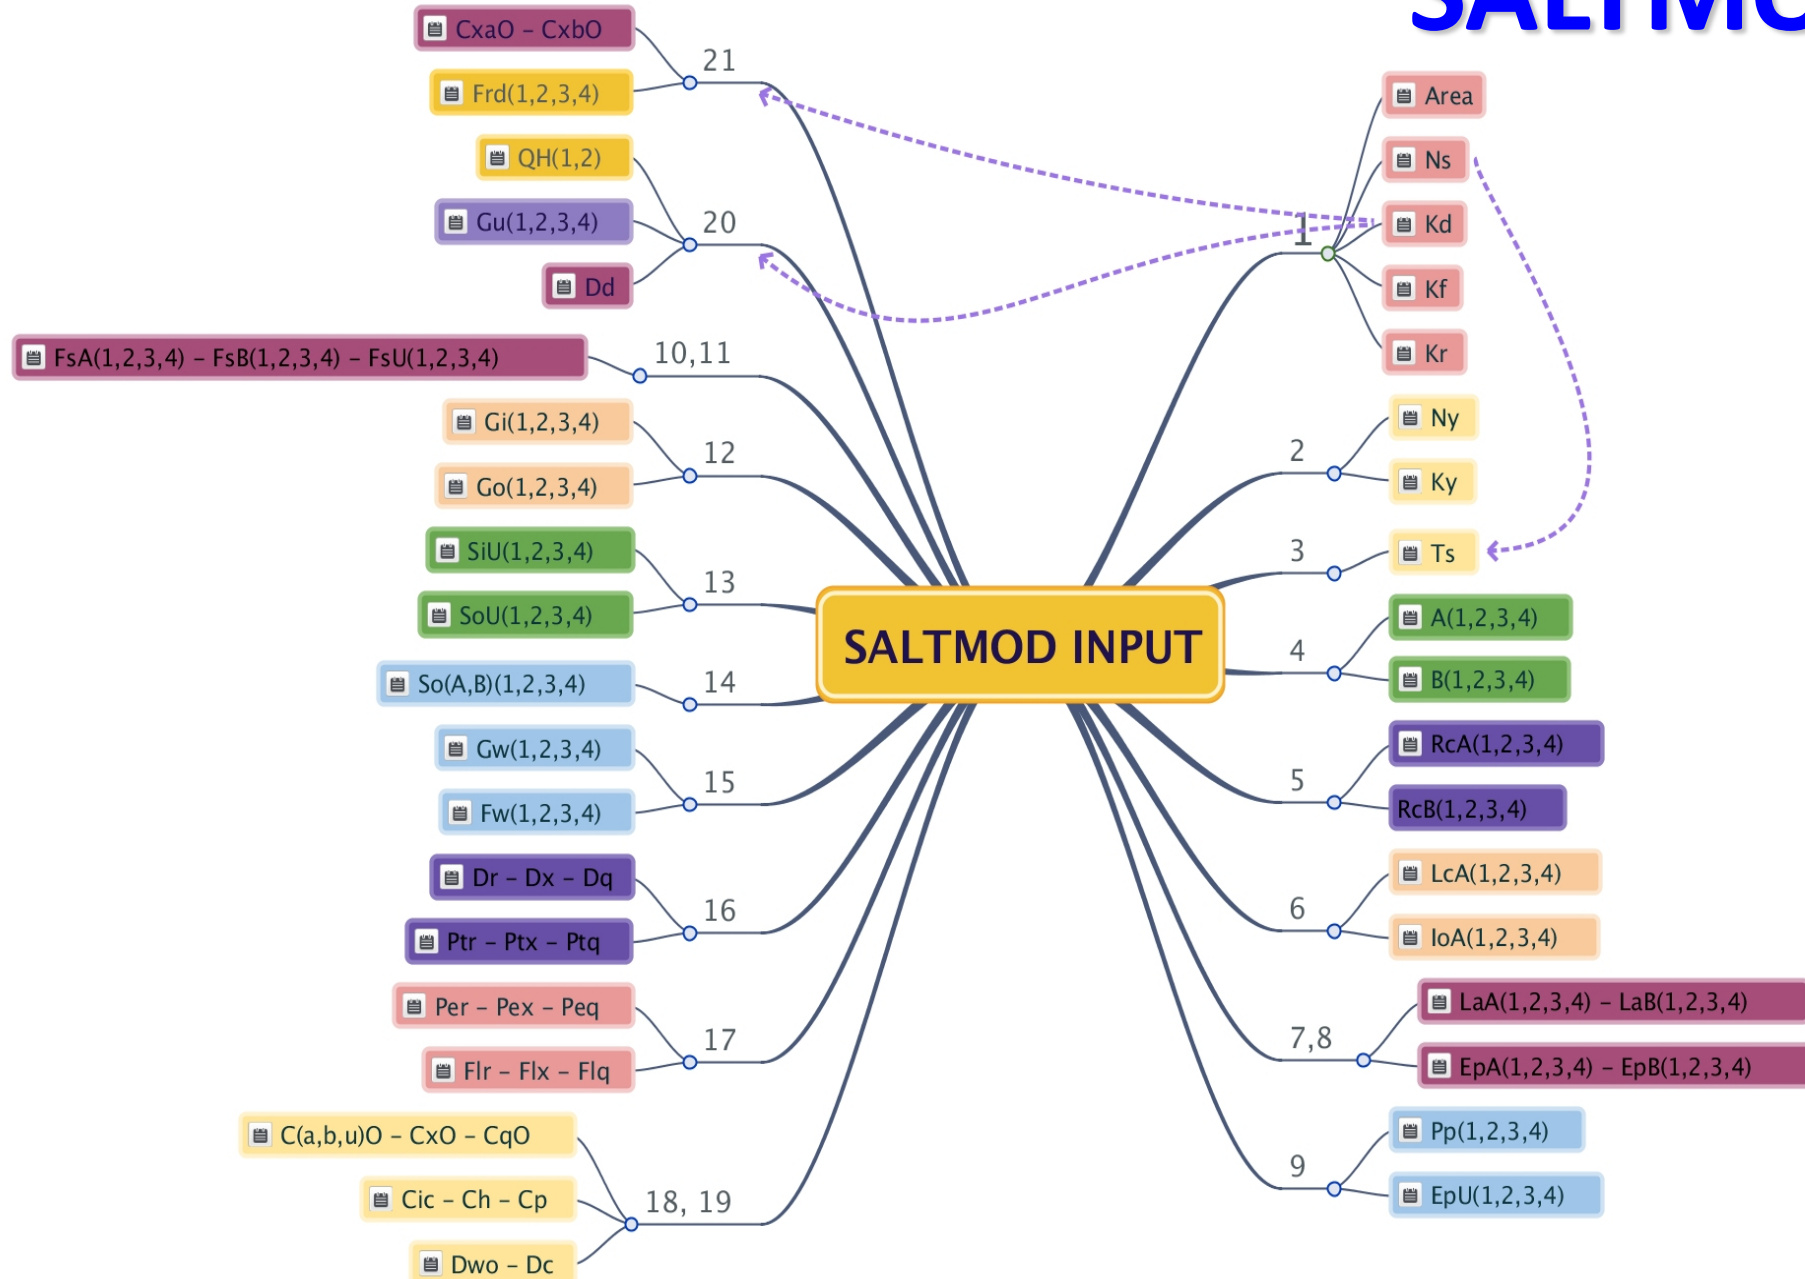 SALTMO
CxaO – CxbO
21
Frd(1,2,3,4)
QH(1,2)
Gu(1,2,3,4)
20
Dd
FsA(1,2,3,4) – FsB(1,2,3,4) – FsU(1,2,3,4)
10,11
Gi(1,2,3,4)
12
Go(1,2,3,4)
SiU(1,2,3,4)
13
SoU(1,2,3,4)
So(A,B)(1,2,3,4)
14
Gw(1,2,3,4)
15
Fw(1,2,3,4)
Dr – Dx – Dq
16
Ptr – Ptx – Ptq
Per – Pex – Peq
17
Flr – Flx – Flq
C(a,b,u)O – CxO – CqO
Cic – Ch – Cp
18, 19
Dwo – Dc
SALTMOD INPUT
1
Area
Ns
Kd
Kf
Kr
2
Ny
Ky
3
Ts
4
A(1,2,3,4)
B(1,2,3,4)
5
RcA(1,2,3,4)
RcB(1,2,3,4)
6
LcA(1,2,3,4)
IoA(1,2,3,4)
7,8
LaA(1,2,3,4) – LaB(1,2,3,4)
EpA(1,2,3,4) – EpB(1,2,3,4)
9
Pp(1,2,3,4)
EpU(1,2,3,4)